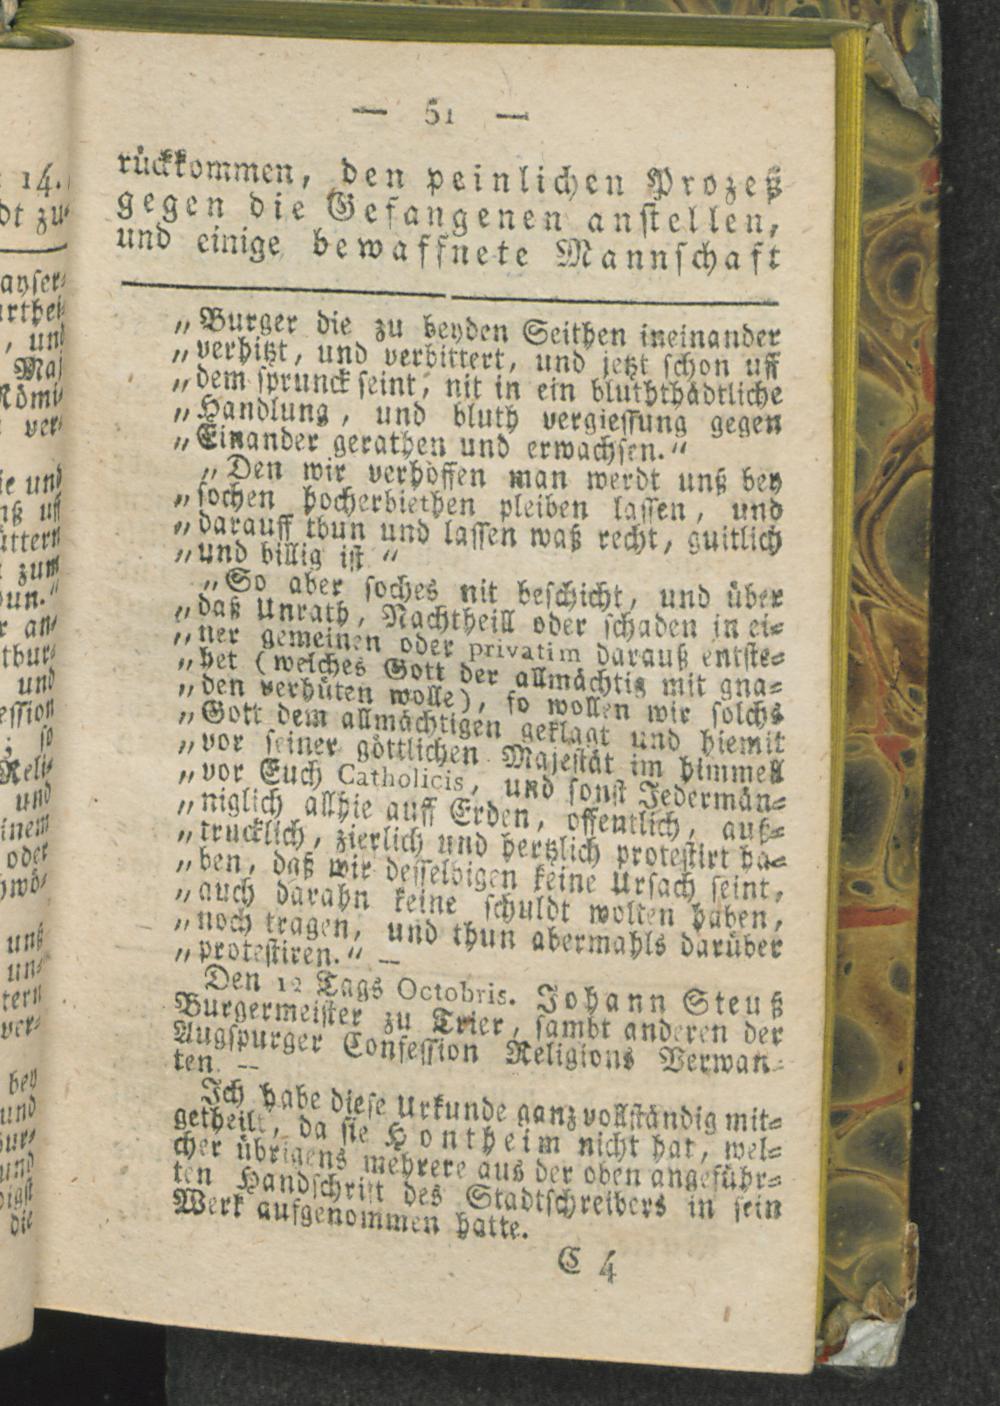 — 51 —
rückkommen, den peinlichen Prozeß
gegen die Gefangenen anstellen,
und einige bewaffnete Mannschaft
„Burger die zu beyden Seithen ineinander
„verhitzt, und verbittert, und jetzt schon uff
„dem sprunck seint, nit in ein bluththädtliche
„Handlung, und bluth vergiessung gegen
„Einander gerathen und erwachsen.“
„Den wir verhöffen man werdt unß bey
„sochen hocherbiethen pleiben lassen, und
„darauff thun und lassen waß recht, guitlich
„und billig ist “
„So aber soches nit beschicht, und über
„daß Unrath, Nachtheill oder schaden in ei-
„ner gemeinen oder privatim darauß entste-
„het (welches Gott der allmächtig mit gna-
„den verhüten wolle), so wollen wir solchs
„Gott dem allmächtigen geklagt und hiemit
„vor seiner göttlichen Majestät im himmell
„vor Euch Catholicis, und sonst Jedermän-
„niglich allhie auff Erden, offentlich, auß-
„trucklich, zierlich und hertzlich protestirt ha-
„ben, daß wir desselbigen keine Ursach seint,
„auch darahn keine schuldt wolten haben,
„noch tragen, und thun abermahls darüber
„protestiren.“ —
Den 12 Tags Octobris. Johann Steuß
Burgermeister zu Trier, sambt anderen der
Augspurger Confession Religions Verwan-
ten. —
Ich habe diese Urkunde ganz vollständig mit-
getheilt, da sie Hontheim nicht hat, wel-
cher übrigens mehrere aus der oben angeführ-
ten Handschrift des Stadtschreibers in sein
Werk aufgenommen hatte.
C 4